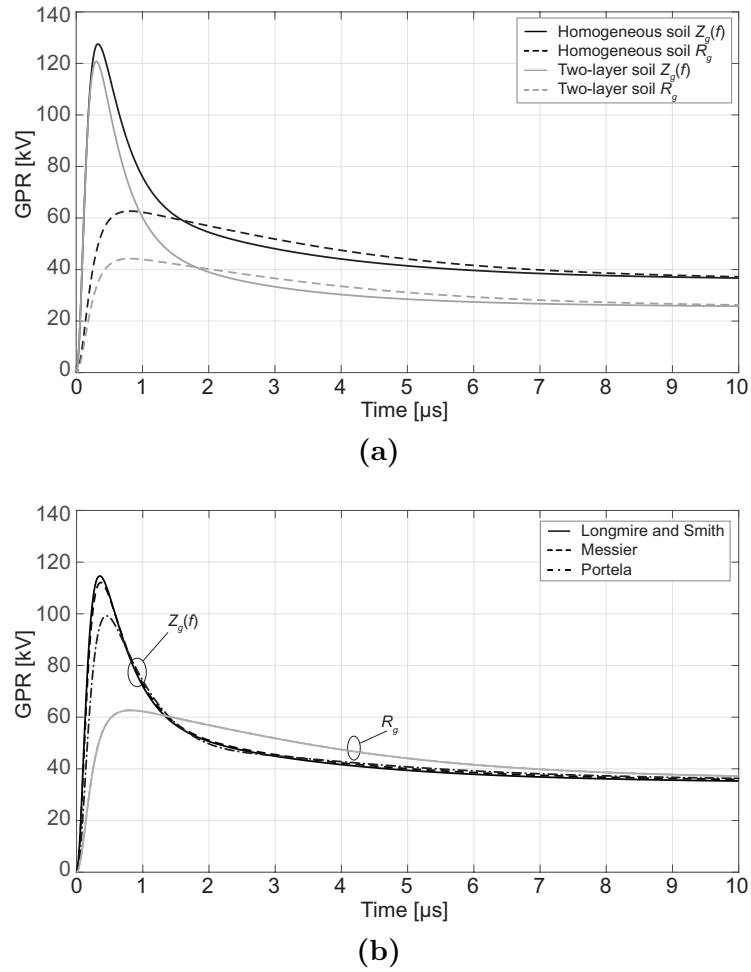 140
120
100
80
60
40
20
0
GPR [kV]
Homogeneous soil Z_g(f)
Homogeneous soil R_g
Two-layer soil Z_g(f)
Two-layer soil R_g
0 1 2 3 4 5 6 7 8 9 10
Time [µs]
(a)
140
120
100
80
60
40
20
0
GPR [kV]
Longmire and Smith
Messier
Portela
Z_g(f)
R_g
0 1 2 3 4 5 6 7 8 9 10
Time [µs]
(b)